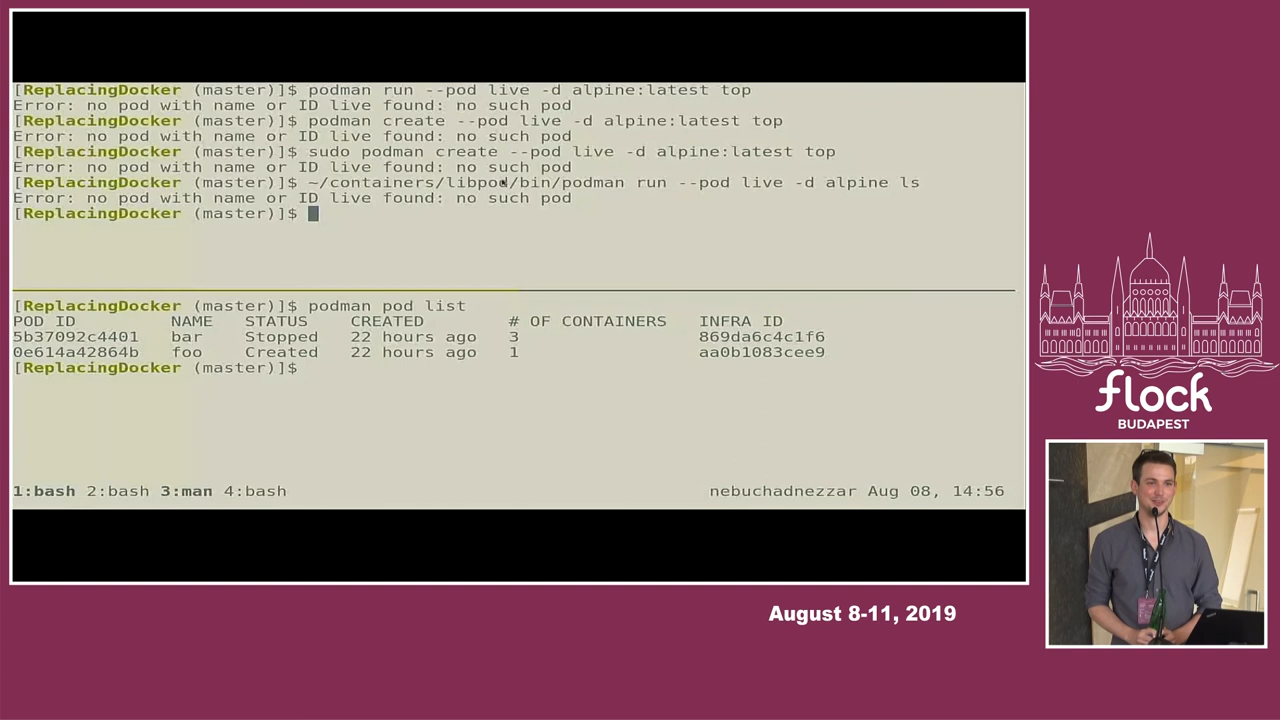 [ReplacingDocker (master)]$ podman run --pod live -d alpine:latest top
Error: no pod with name or ID live found: no such pod
[ReplacingDocker (master)]$ podman create --pod live -d alpine:latest top
Error: no pod with name or ID live found: no such pod
[ReplacingDocker (master)]$ sudo podman create --pod live -d alpine:latest top
Error: no pod with name or ID live found: no such pod
[ReplacingDocker (master)]$ ~/containers/libpod/bin/podman run --pod live -d alpine ls
Error: no pod with name or ID live found: no such pod
[ReplacingDocker (master)]$
[ReplacingDocker (master)]$ podman pod list
POD ID NAME STATUS CREATED # OF CONTAINERS INFRA ID
5b37092c4401 bar Stopped 22 hours ago 3 869da6c4c1f6
0e614a42864b foo Created 22 hours ago 1 aa0b1083cee9
[ReplacingDocker (master)]$
1:bash 2:bash 3:man 4:bash nebuchadnezzar Aug 08, 14:56
flock
BUDAPEST
August 8-11, 2019